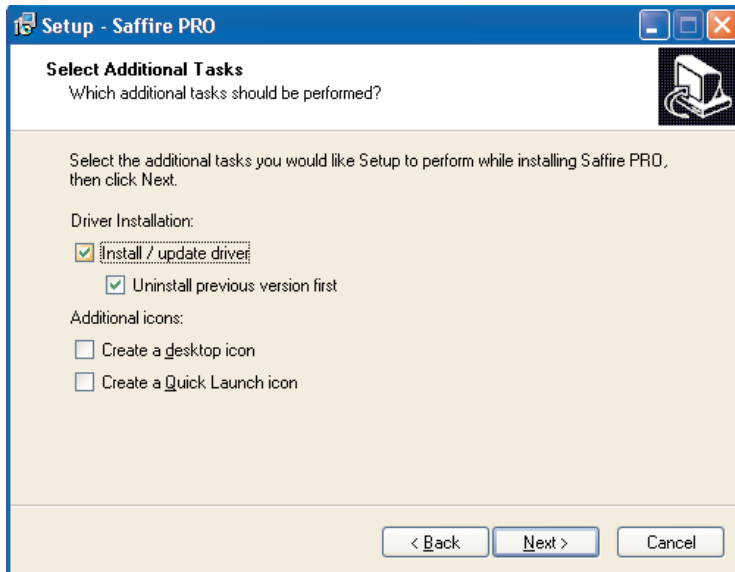 Setup - Saffire PRO
Select Additional Tasks
Which additional tasks should be performed?
Select the additional tasks you would like Setup to perform while installing Saffire PRO,
then click Next.
Driver Installation:
Install / update driver
Uninstall previous version first
Additional icons:
Create a desktop icon
Create a Quick Launch icon
< Back Next > Cancel